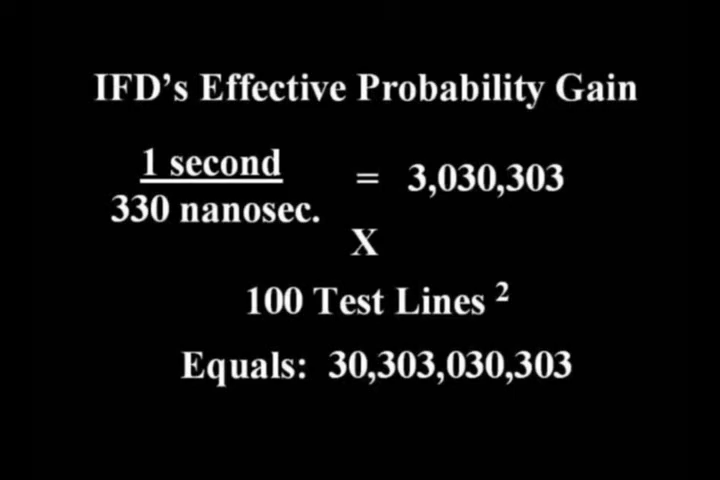 IFD's Effective Probability Gain
1 second
330 nanosec.
= 3,030,303
X
100 Test Lines ²
Equals: 30,303,030,303